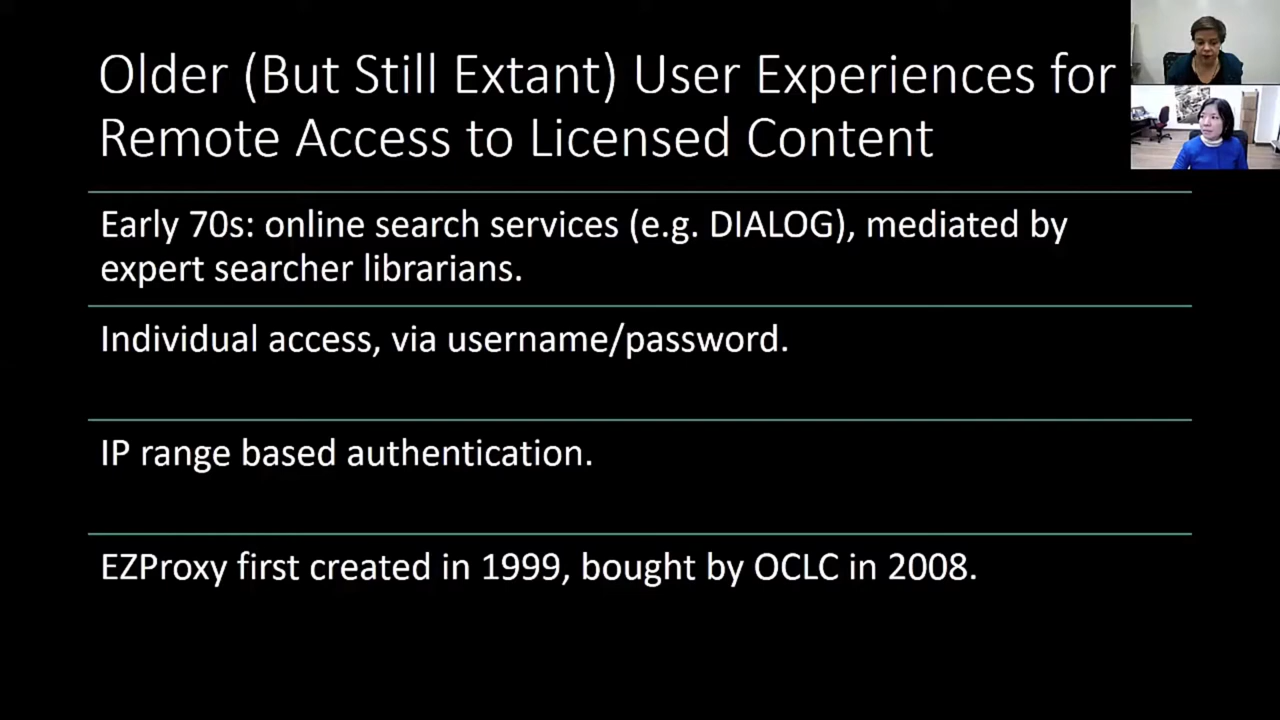 Older (But Still Extant) User Experiences for
Remote Access to Licensed Content
Early 70s: online search services (e.g. DIALOG), mediated by
expert searcher librarians.
Individual access, via username/password.
IP range based authentication.
EZProxy first created in 1999, bought by OCLC in 2008.